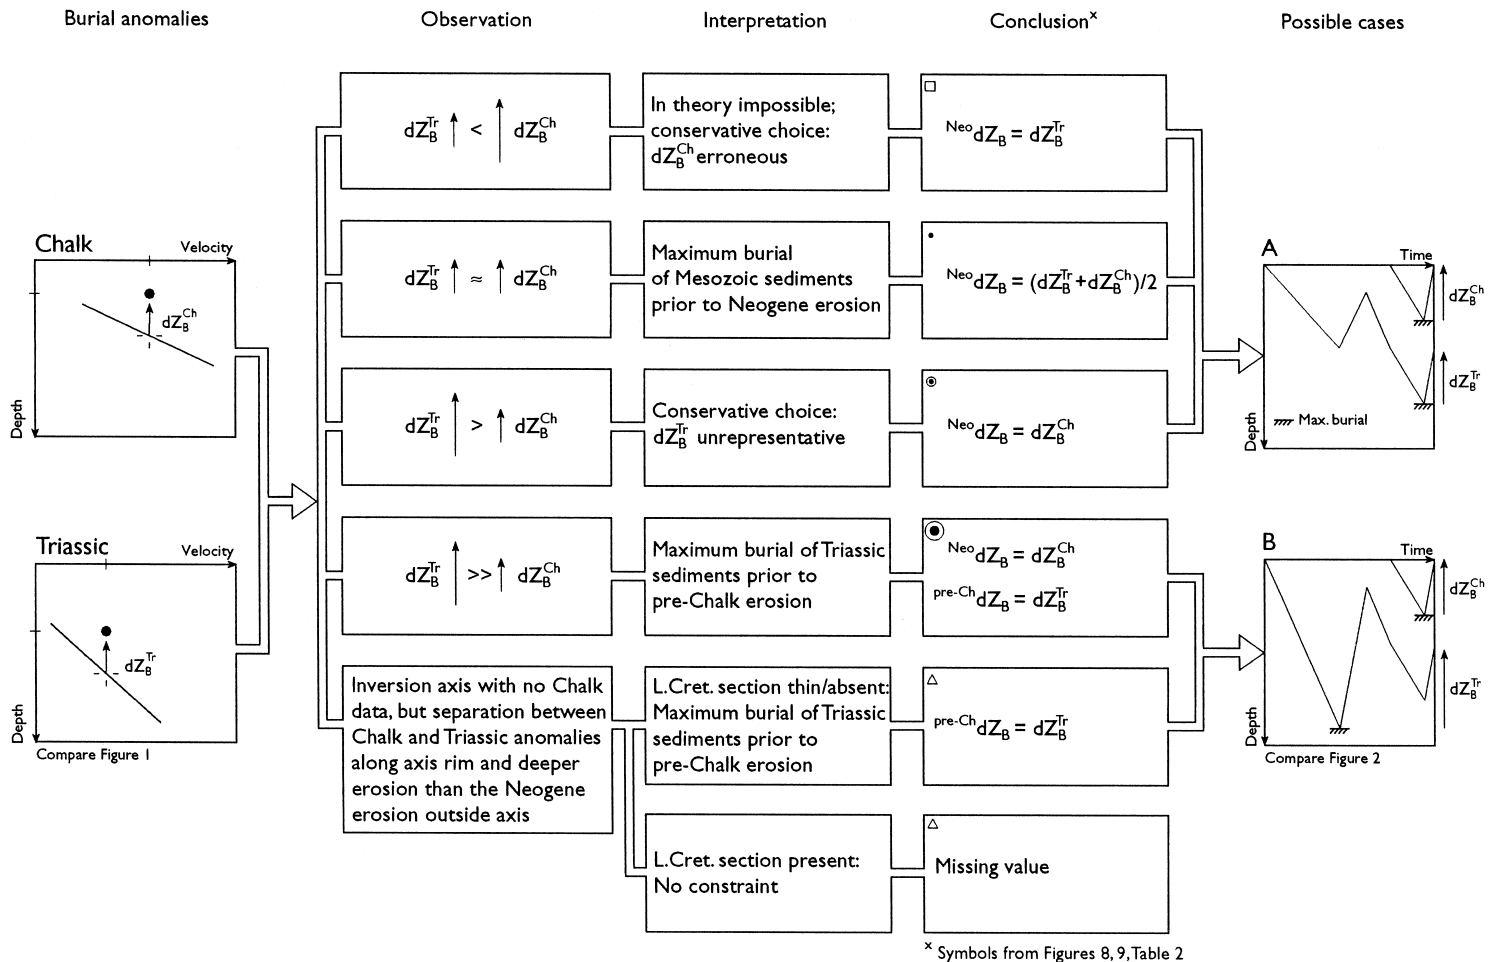 Burial anomalies
Observation
Interpretation
Conclusion^x
Possible cases
Chalk
Velocity
dZ_B^Ch
Depth
Triassic
Velocity
dZ_B^Tr
Depth
Compare Figure 1
dZ_B^Tr ↑ < ↑ dZ_B^Ch
In theory impossible;
conservative choice:
dZ_B^Ch erroneous
□
^Neo dZ_B = dZ_B^Tr
dZ_B^Tr ↑ ≈ ↑ dZ_B^Ch
Maximum burial
of Mesozoic sediments
prior to Neogene erosion
^Neo dZ_B = (dZ_B^Tr+dZ_B^Ch)/2
dZ_B^Tr ↑ > ↑ dZ_B^Ch
Conservative choice:
dZ_B^Tr unrepresentative
^Neo dZ_B = dZ_B^Ch
dZ_B^Tr ↑ >> ↑ dZ_B^Ch
Maximum burial of Triassic
sediments prior to
pre-Chalk erosion
^Neo dZ_B = dZ_B^Ch
^pre-Ch dZ_B = dZ_B^Tr
Inversion axis with no Chalk
data, but separation between
Chalk and Triassic anomalies
along axis rim and deeper
erosion than the Neogene
erosion outside axis
L.Cret. section thin/absent:
Maximum burial of Triassic
sediments prior to
pre-Chalk erosion
△
^pre-Ch dZ_B = dZ_B^Tr
L.Cret. section present:
No constraint
△
Missing value
^x Symbols from Figures 8, 9, Table 2
A
Time
dZ_B^Ch
dZ_B^Tr
Max. burial
Depth
B
Time
dZ_B^Ch
dZ_B^Tr
Depth
Compare Figure 2